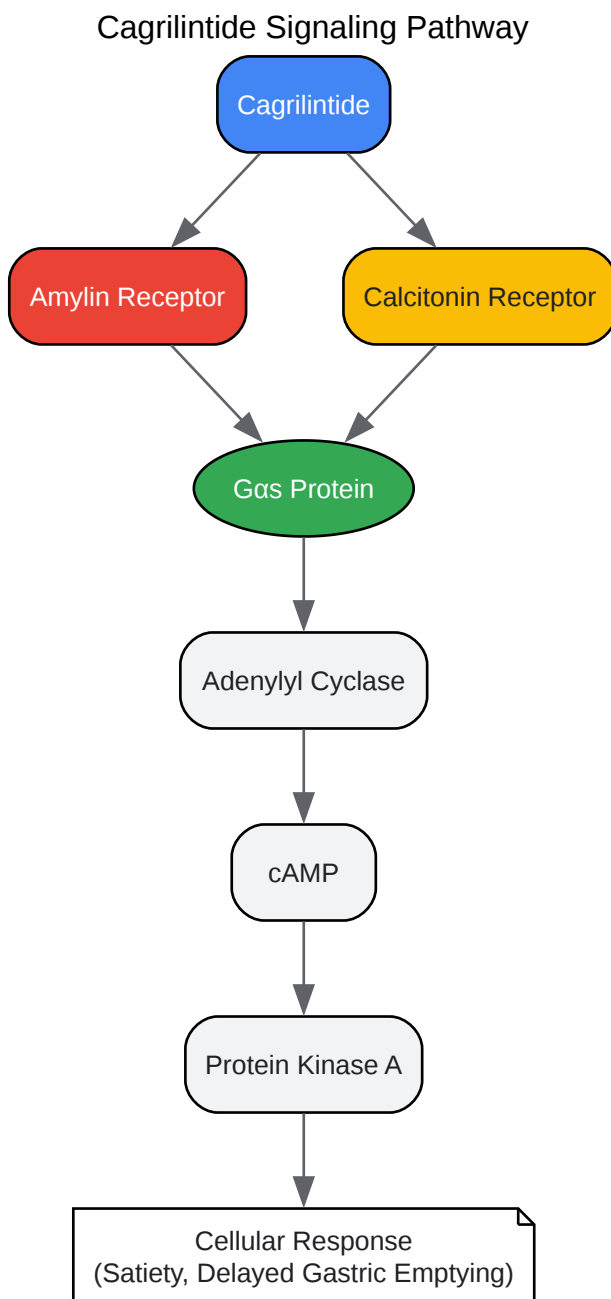 Cagrilintide Signaling Pathway
Cagrilintide
Amylin Receptor
Calcitonin Receptor
Gαs Protein
Adenylyl Cyclase
cAMP
Protein Kinase A
Cellular Response
(Satiety, Delayed Gastric Emptying)